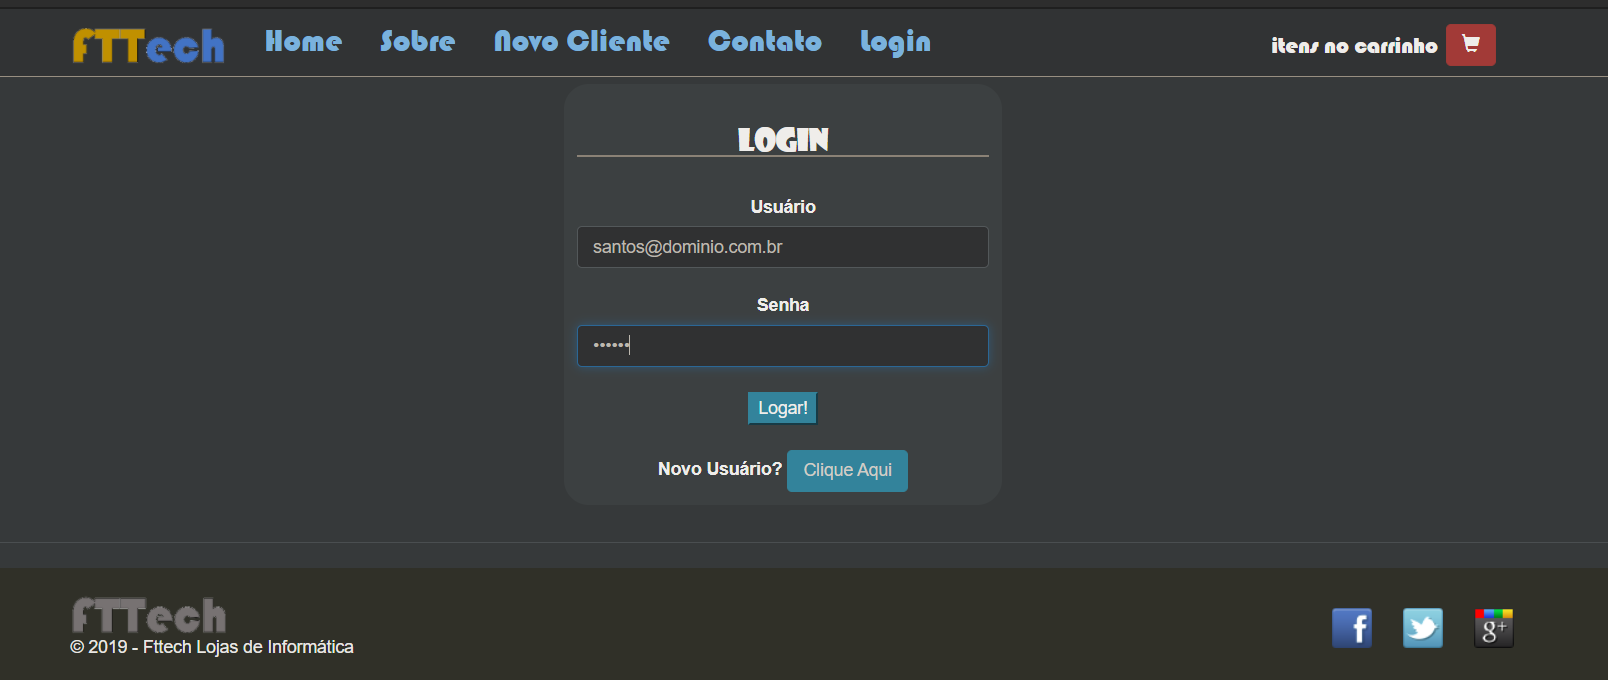 fTTech Home Sobre Novo Cliente Contato Login itens no carrinho
LOGIN
Usuário
santos@dominio.com.br
Senha
••••••
Logar!
Novo Usuário? Clique Aqui
fTTech
© 2019 - Fttech Lojas de Informática
f g+